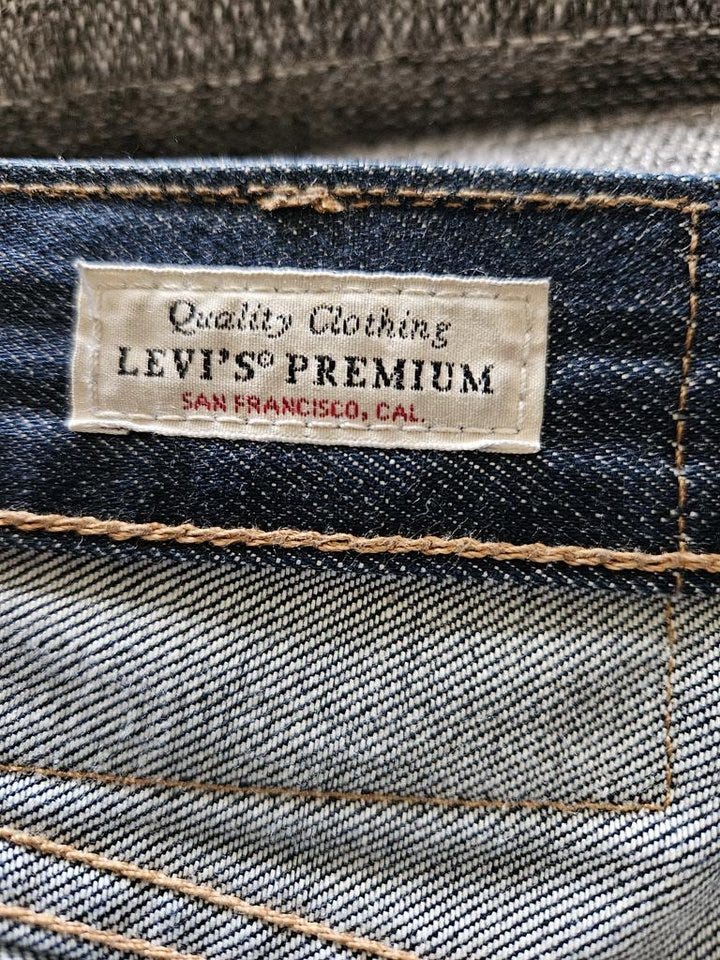 Quality Clothing
LEVI'S® PREMIUM
SAN FRANCISCO, CAL.